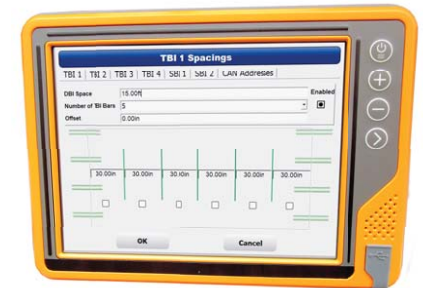 TBI 1 Spacings
TBI 1 TBI 2 TBI 3 TBI 4 SBI 1 SBI 2 CAN Addresses
DBI Space 15.00ft Enabled
Number of TBI Bars 5
Offset 0.00in
30.00in 30.00in 30.00in 30.00in 30.00in 30.00in
OK Cancel